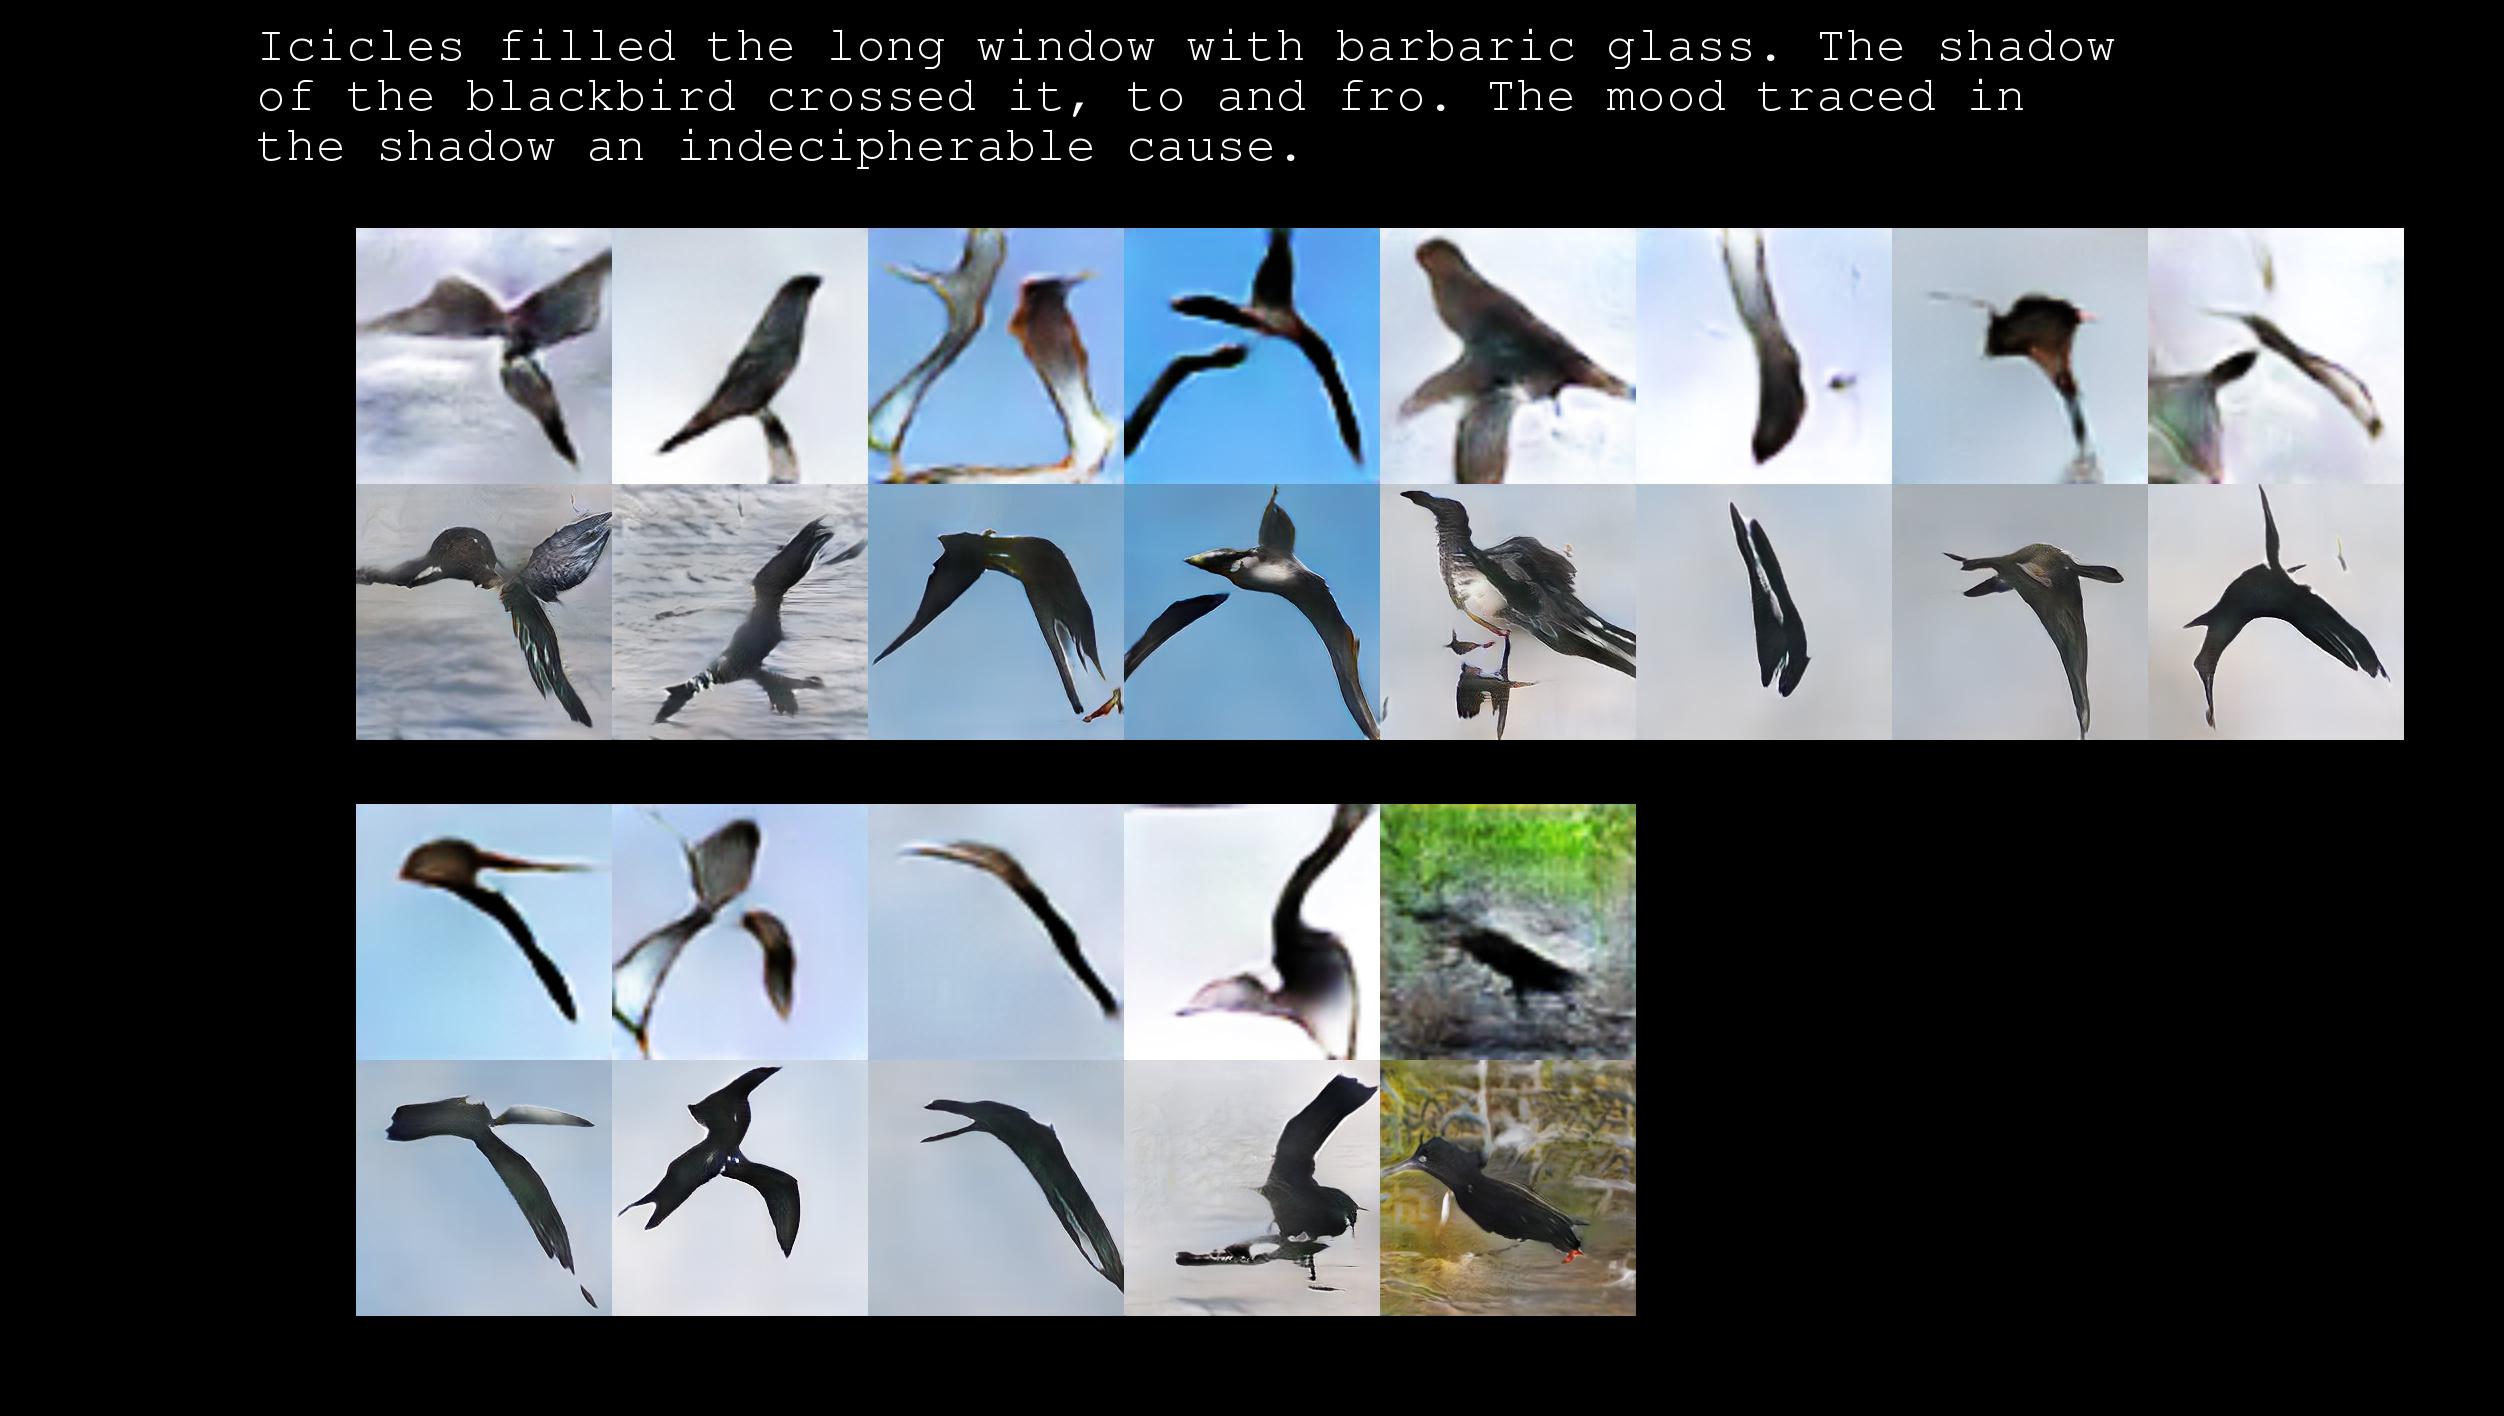 Icicles filled the long window with barbaric glass. The shadow
of the blackbird crossed it, to and fro. The mood traced in
the shadow an indecipherable cause.